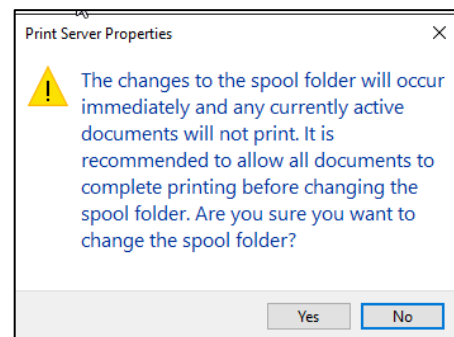 Print Server Properties
The changes to the spool folder will occur
immediately and any currently active
documents will not print. It is
recommended to allow all documents to
complete printing before changing the
spool folder. Are you sure you want to
change the spool folder?
Yes No